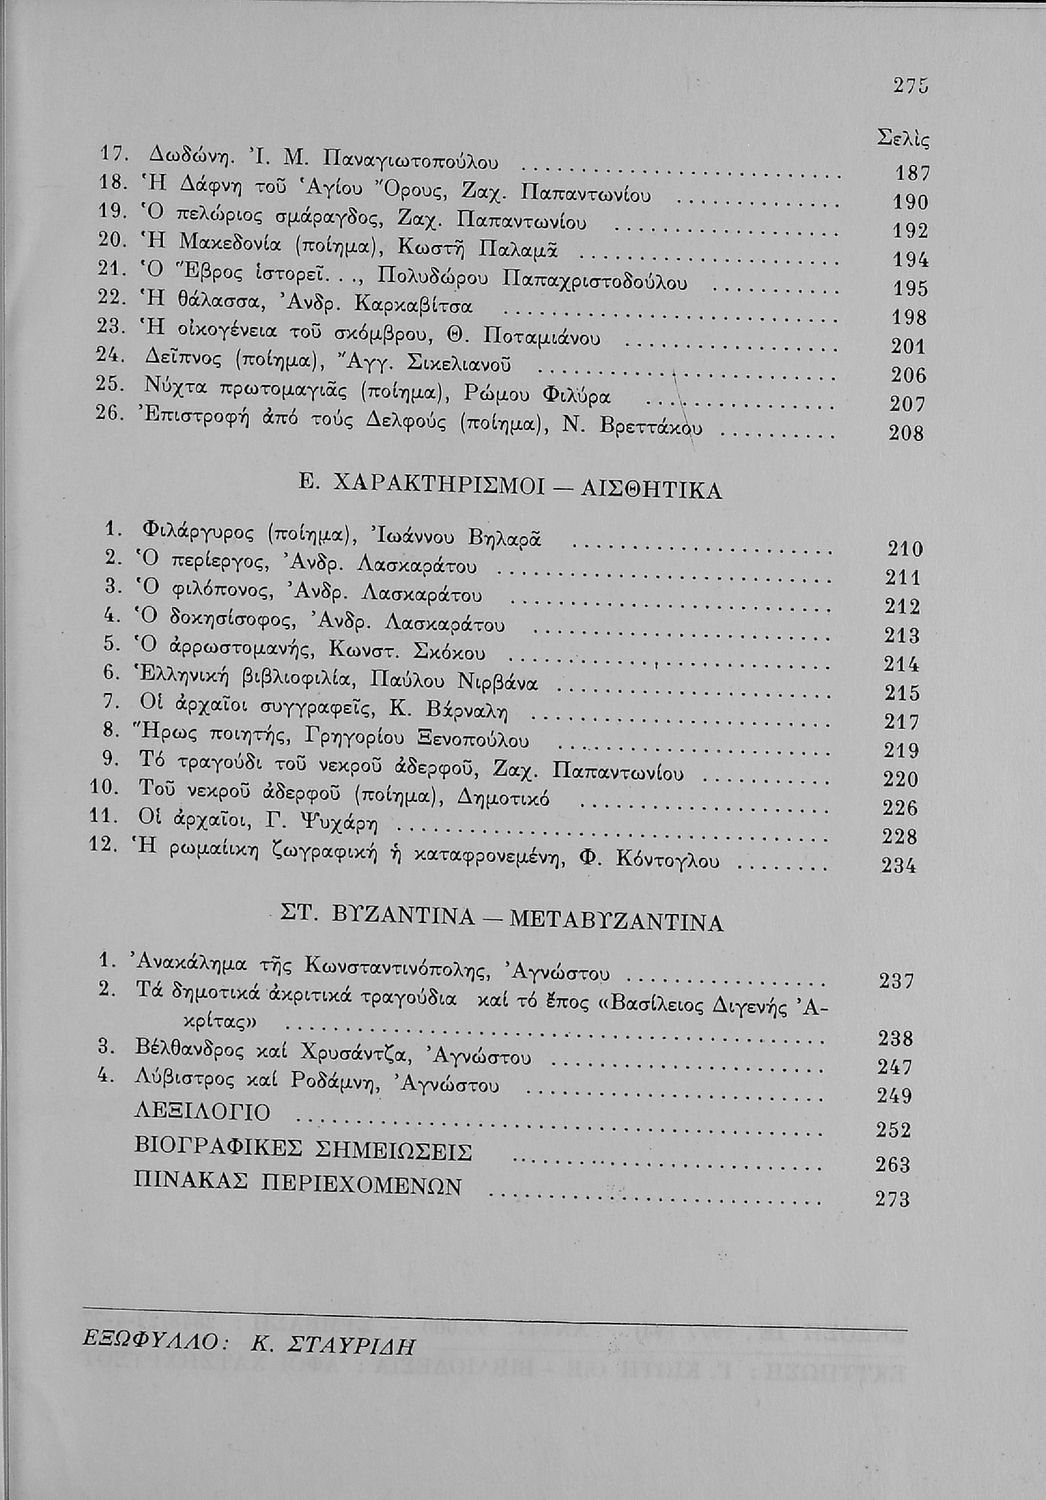 275
Σελὶς
17. Δωδώνη. Ἰ. Μ. Παναγιωτοπούλου .......................... 187
18. Ἡ Δάφνη τοῦ Ἁγίου Ὄρους, Ζαχ. Παπαντωνίου ............. 190
19. Ὁ πελώριος σμάραγδος, Ζαχ. Παπαντωνίου .................. 192
20. Ἡ Μακεδονία (ποίημα), Κωστῆ Παλαμᾶ .................... 194
21. Ὁ Ἕβρος ἱστορεῖ..., Πολυδώρου Παπαχριστοδούλου ........... 195
22. Ἡ θάλασσα, Ἀνδρ. Καρκαβίτσα ........................... 198
23. Ἡ οἰκογένεια τοῦ σκόμβρου, Θ. Ποταμιάνου ............. 201
24. Δεῖπνος (ποίημα), Ἄγγ. Σικελιανοῦ ........................ 206
25. Νύχτα πρωτομαγιᾶς (ποίημα), Ρώμου Φιλύρα ............... 207
26. Ἐπιστροφή ἀπό τούς Δελφούς (ποίημα), Ν. Βρεττάκου .......... 208
Ε. ΧΑΡΑΚΤΗΡΙΣΜΟΙ — ΑΙΣΘΗΤΙΚΑ
1. Φιλάργυρος (ποίημα), Ἰωάννου Βηλαρᾶ ..................... 210
2. Ὁ περίεργος, Ἀνδρ. Λασκαράτου ........................... 211
3. Ὁ φιλόπονος, Ἀνδρ. Λασκαράτου .......................... 212
4. Ὁ δοκησίσοφος, Ἀνδρ. Λασκαράτου ........................ 213
5. Ὁ ἀρρωστομανής, Κωνστ. Σκόκου .......................... 214
6. Ἑλληνική βιβλιοφιλία, Παύλου Νιρβάνα ...................... 215
7. Οἱ ἀρχαῖοι συγγραφεῖς, Κ. Βάρναλη ........................ 217
8. Ἥρως ποιητής, Γρηγορίου Ξενοπούλου ...................... 219
9. Τό τραγούδι τοῦ νεκροῦ ἀδερφοῦ, Ζαχ. Παπαντωνίου ........... 220
10. Τοῦ νεκροῦ ἀδερφοῦ (ποίημα), Δημοτικό .................... 226
11. Οἱ ἀρχαῖοι, Γ. Ψυχάρη .................................. 228
12. Ἡ ρωμαίικη ζωγραφική ἡ καταφρονεμένη, Φ. Κόντογλου ........ 234
ΣΤ. ΒΥΖΑΝΤΙΝΑ — ΜΕΤΑΒΥΖΑΝΤΙΝΑ
1. Ἀνακάλημα τῆς Κωνσταντινόπολης, Ἀγνώστου ................. 237
2. Τά δημοτικά ἀκριτικά τραγούδια καί τό ἔπος «Βασίλειος Διγενής Ἀ-
κρίτας» ............................................ 238
3. Βέλθανδρος καί Χρυσάντζα, Ἀγνώστου ....................... 247
4. Λύβιστρος καί Ροδάμνη, Ἀγνώστου ......................... 249
ΛΕΞΙΛΟΓΙΟ .......................................... 252
ΒΙΟΓΡΑΦΙΚΕΣ ΣΗΜΕΙΩΣΕΙΣ ......................... 263
ΠΙΝΑΚΑΣ ΠΕΡΙΕΧΟΜΕΝΩΝ .......................... 273
ΕΞΩΦΥΛΛΟ: Κ. ΣΤΑΥΡΙΔΗ